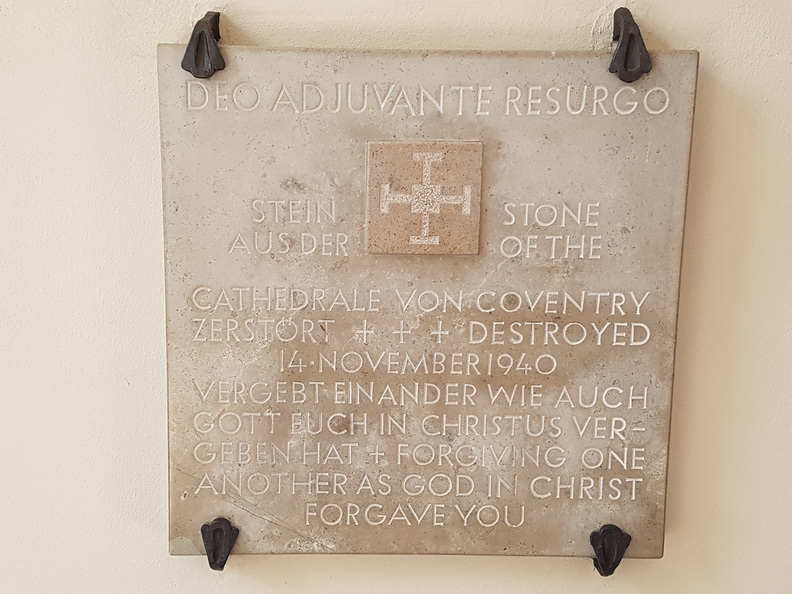 DEO ADJUVANTE RESURGO
STEIN STONE
AUS DER OF THE
CATHEDRALE VON COVENTRY
ZERSTÖRT + + + DESTROYED
14·NOVEMBER 1940
VERGEBT EINANDER WIE AUCH
GOTT EUCH IN CHRISTUS VER-
GEBEN HAT + FORGIVING ONE
ANOTHER AS GOD IN CHRIST
FORGAVE YOU